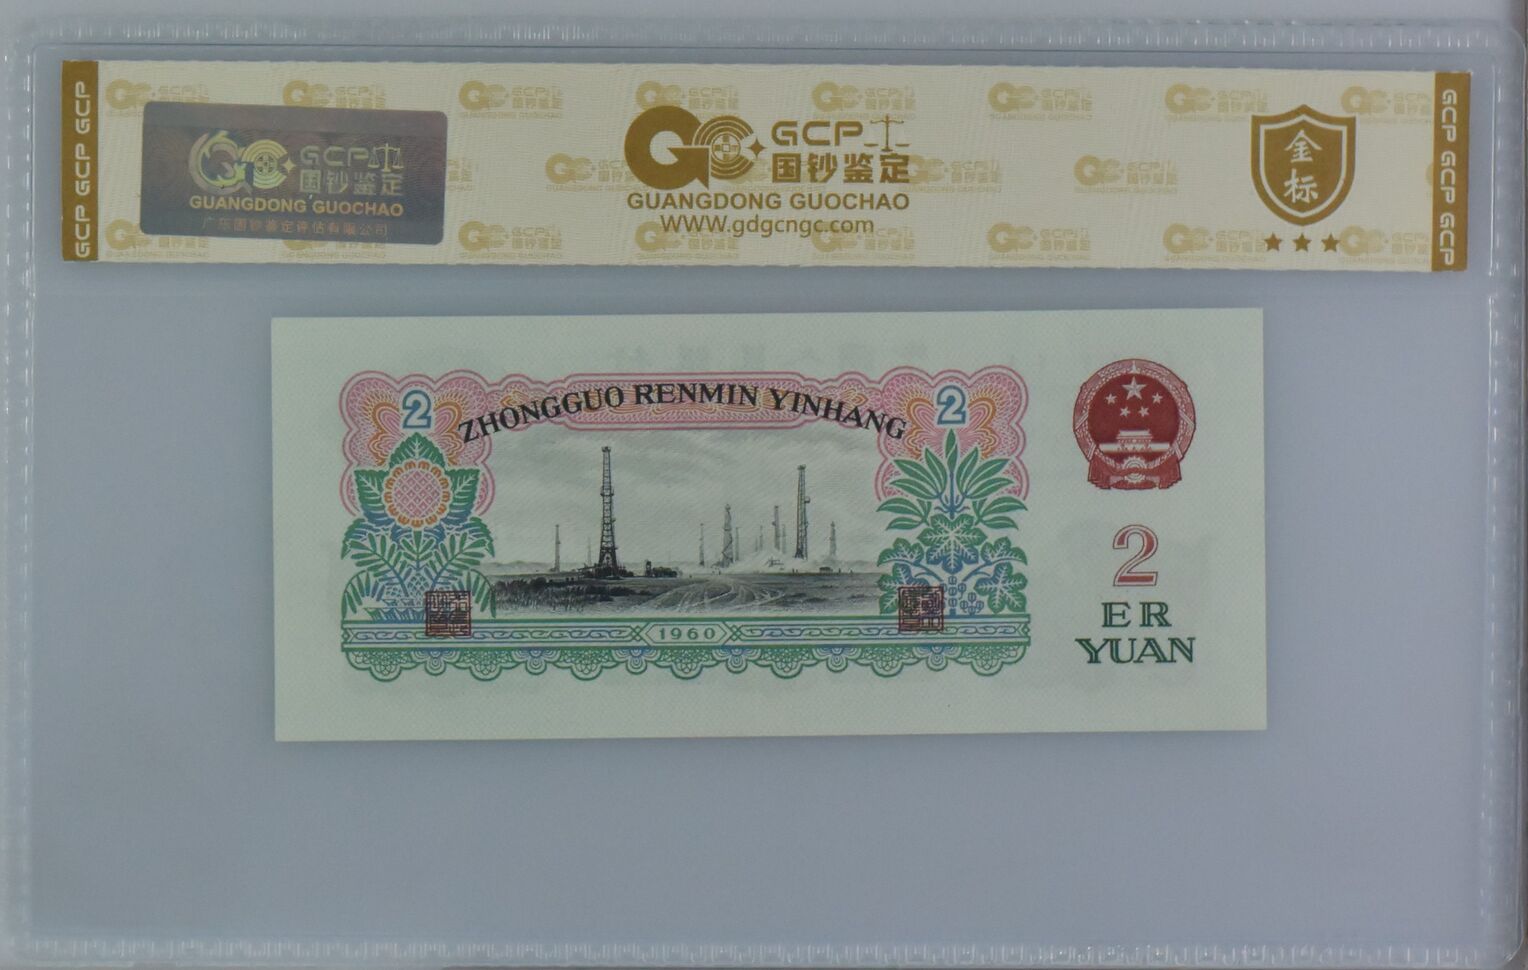 GCP GCP GCP
GCP
国钞鉴定
GUANGDONG GUOCHAO
广东国钞鉴定评估有限公司
GCP
国钞鉴定
GUANGDONG GUOCHAO
WWW.gdgcngc.com
金标
GCP GCP GCP
2
ZHONGGUO RENMIN YINHANG
2
1960
2
ER
YUAN